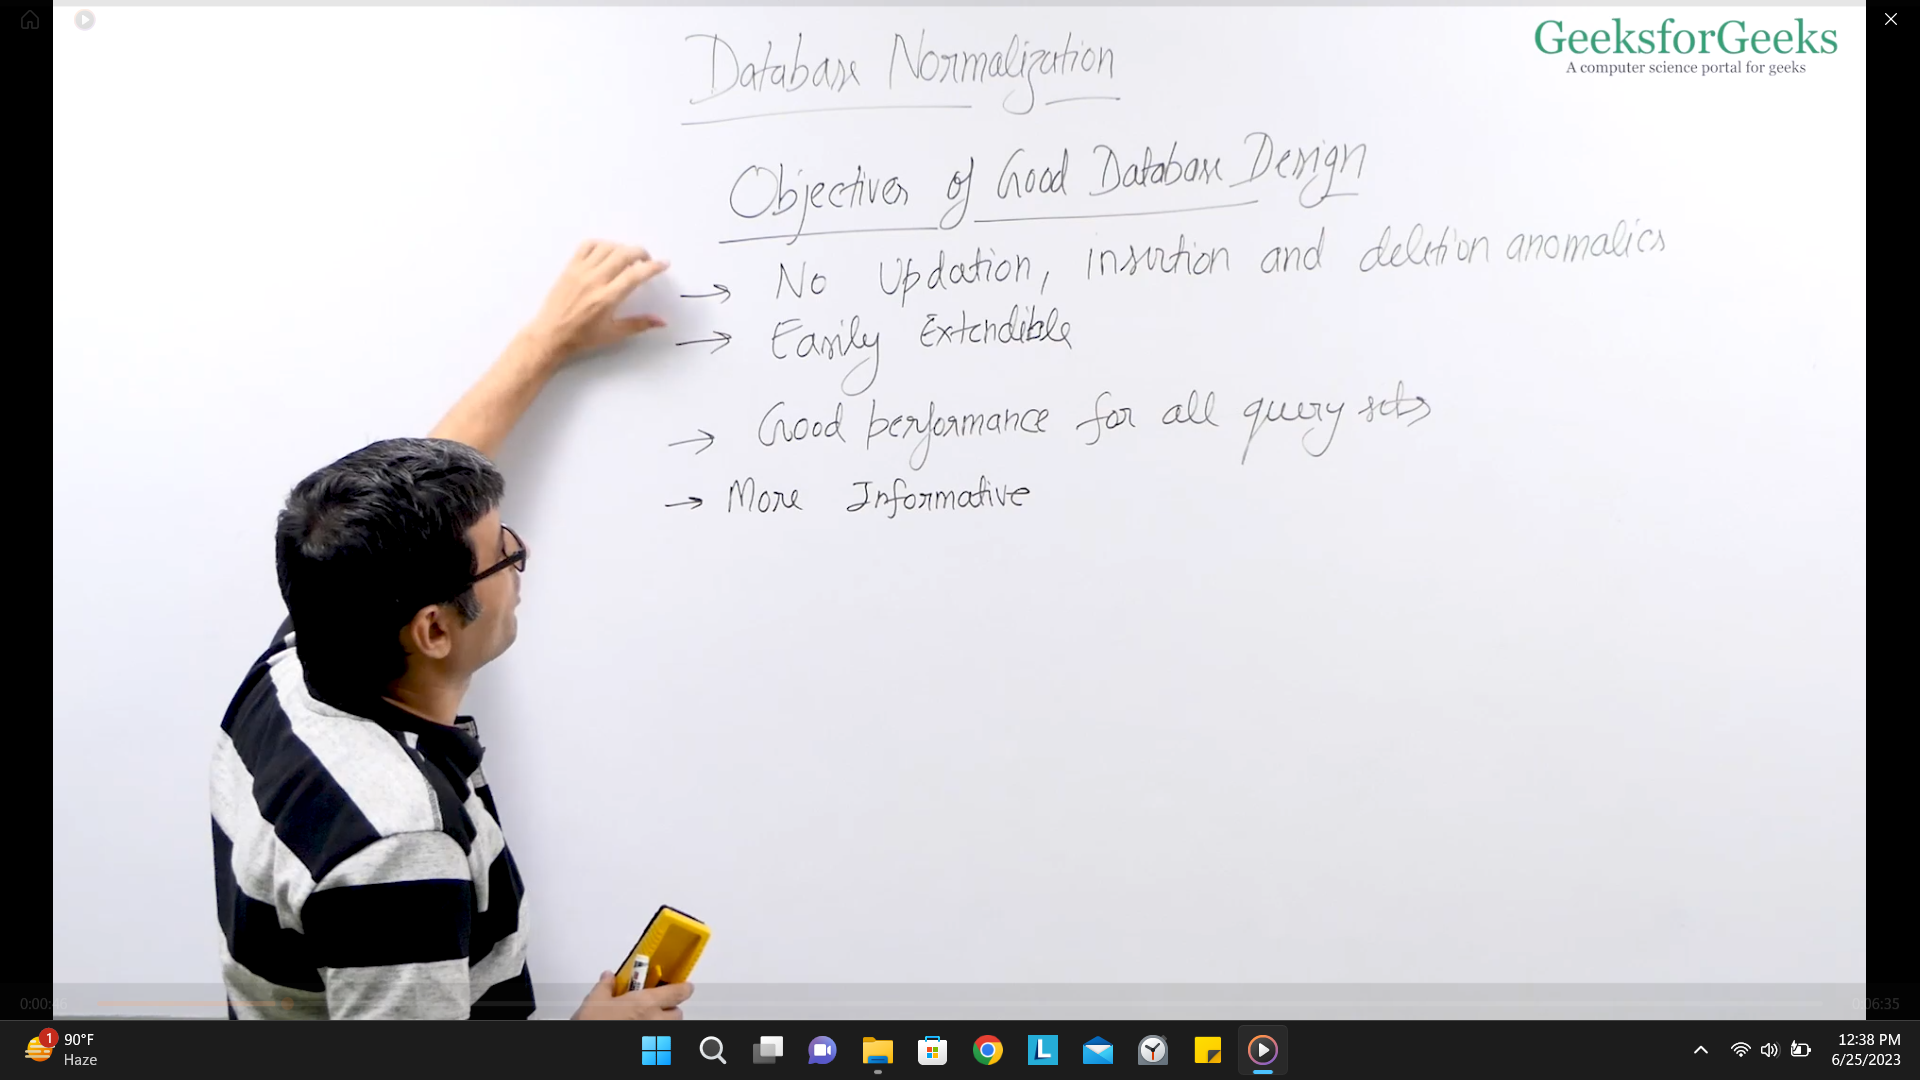 GeeksforGeeks
A computer science portal for geeks
Database Normalization
Objectives of Good Database Design
→ No Updation, insertion and deletion anomalies
→ Easily Extendible
→ Good performance for all query sets
→ More Informative
0:00:46
0:06:35
1
90°F
Haze
L
12:38 PM
6/25/2023